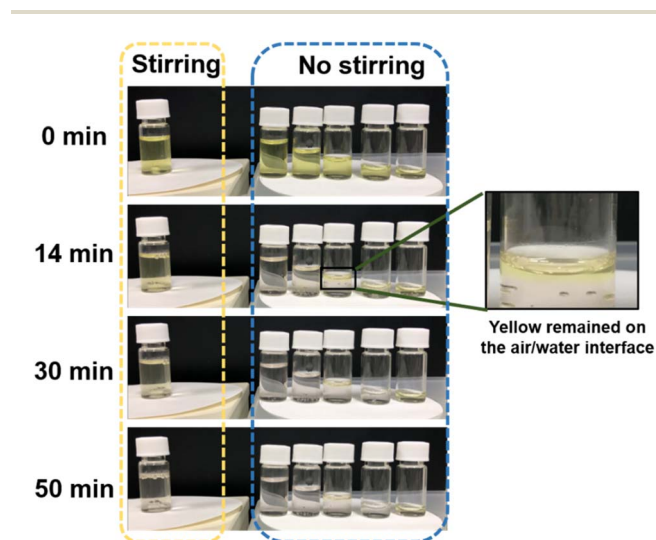 Stirring
No stirring
0 min
14 min
30 min
50 min
Yellow remained on
the air/water interface